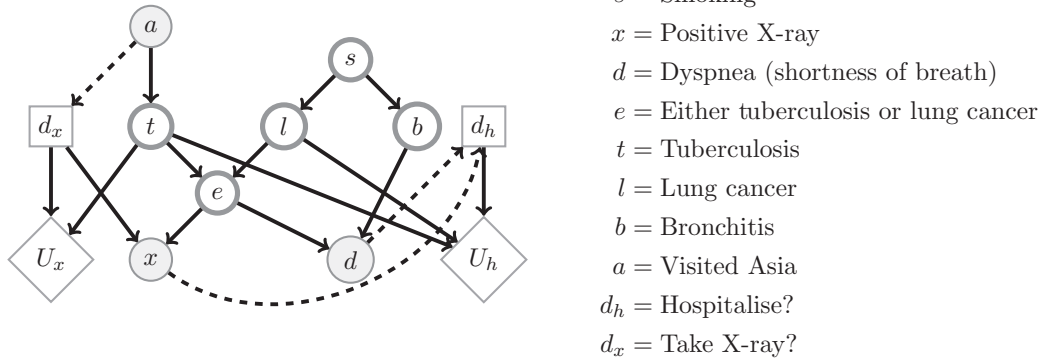 a
s
d_x
t
l
b
d_h
e
U_x
x
d
U_h
x = Positive X-ray
d = Dyspnea (shortness of breath)
e = Either tuberculosis or lung cancer
t = Tuberculosis
l = Lung cancer
b = Bronchitis
a = Visited Asia
d_h = Hospitalise?
d_x = Take X-ray?